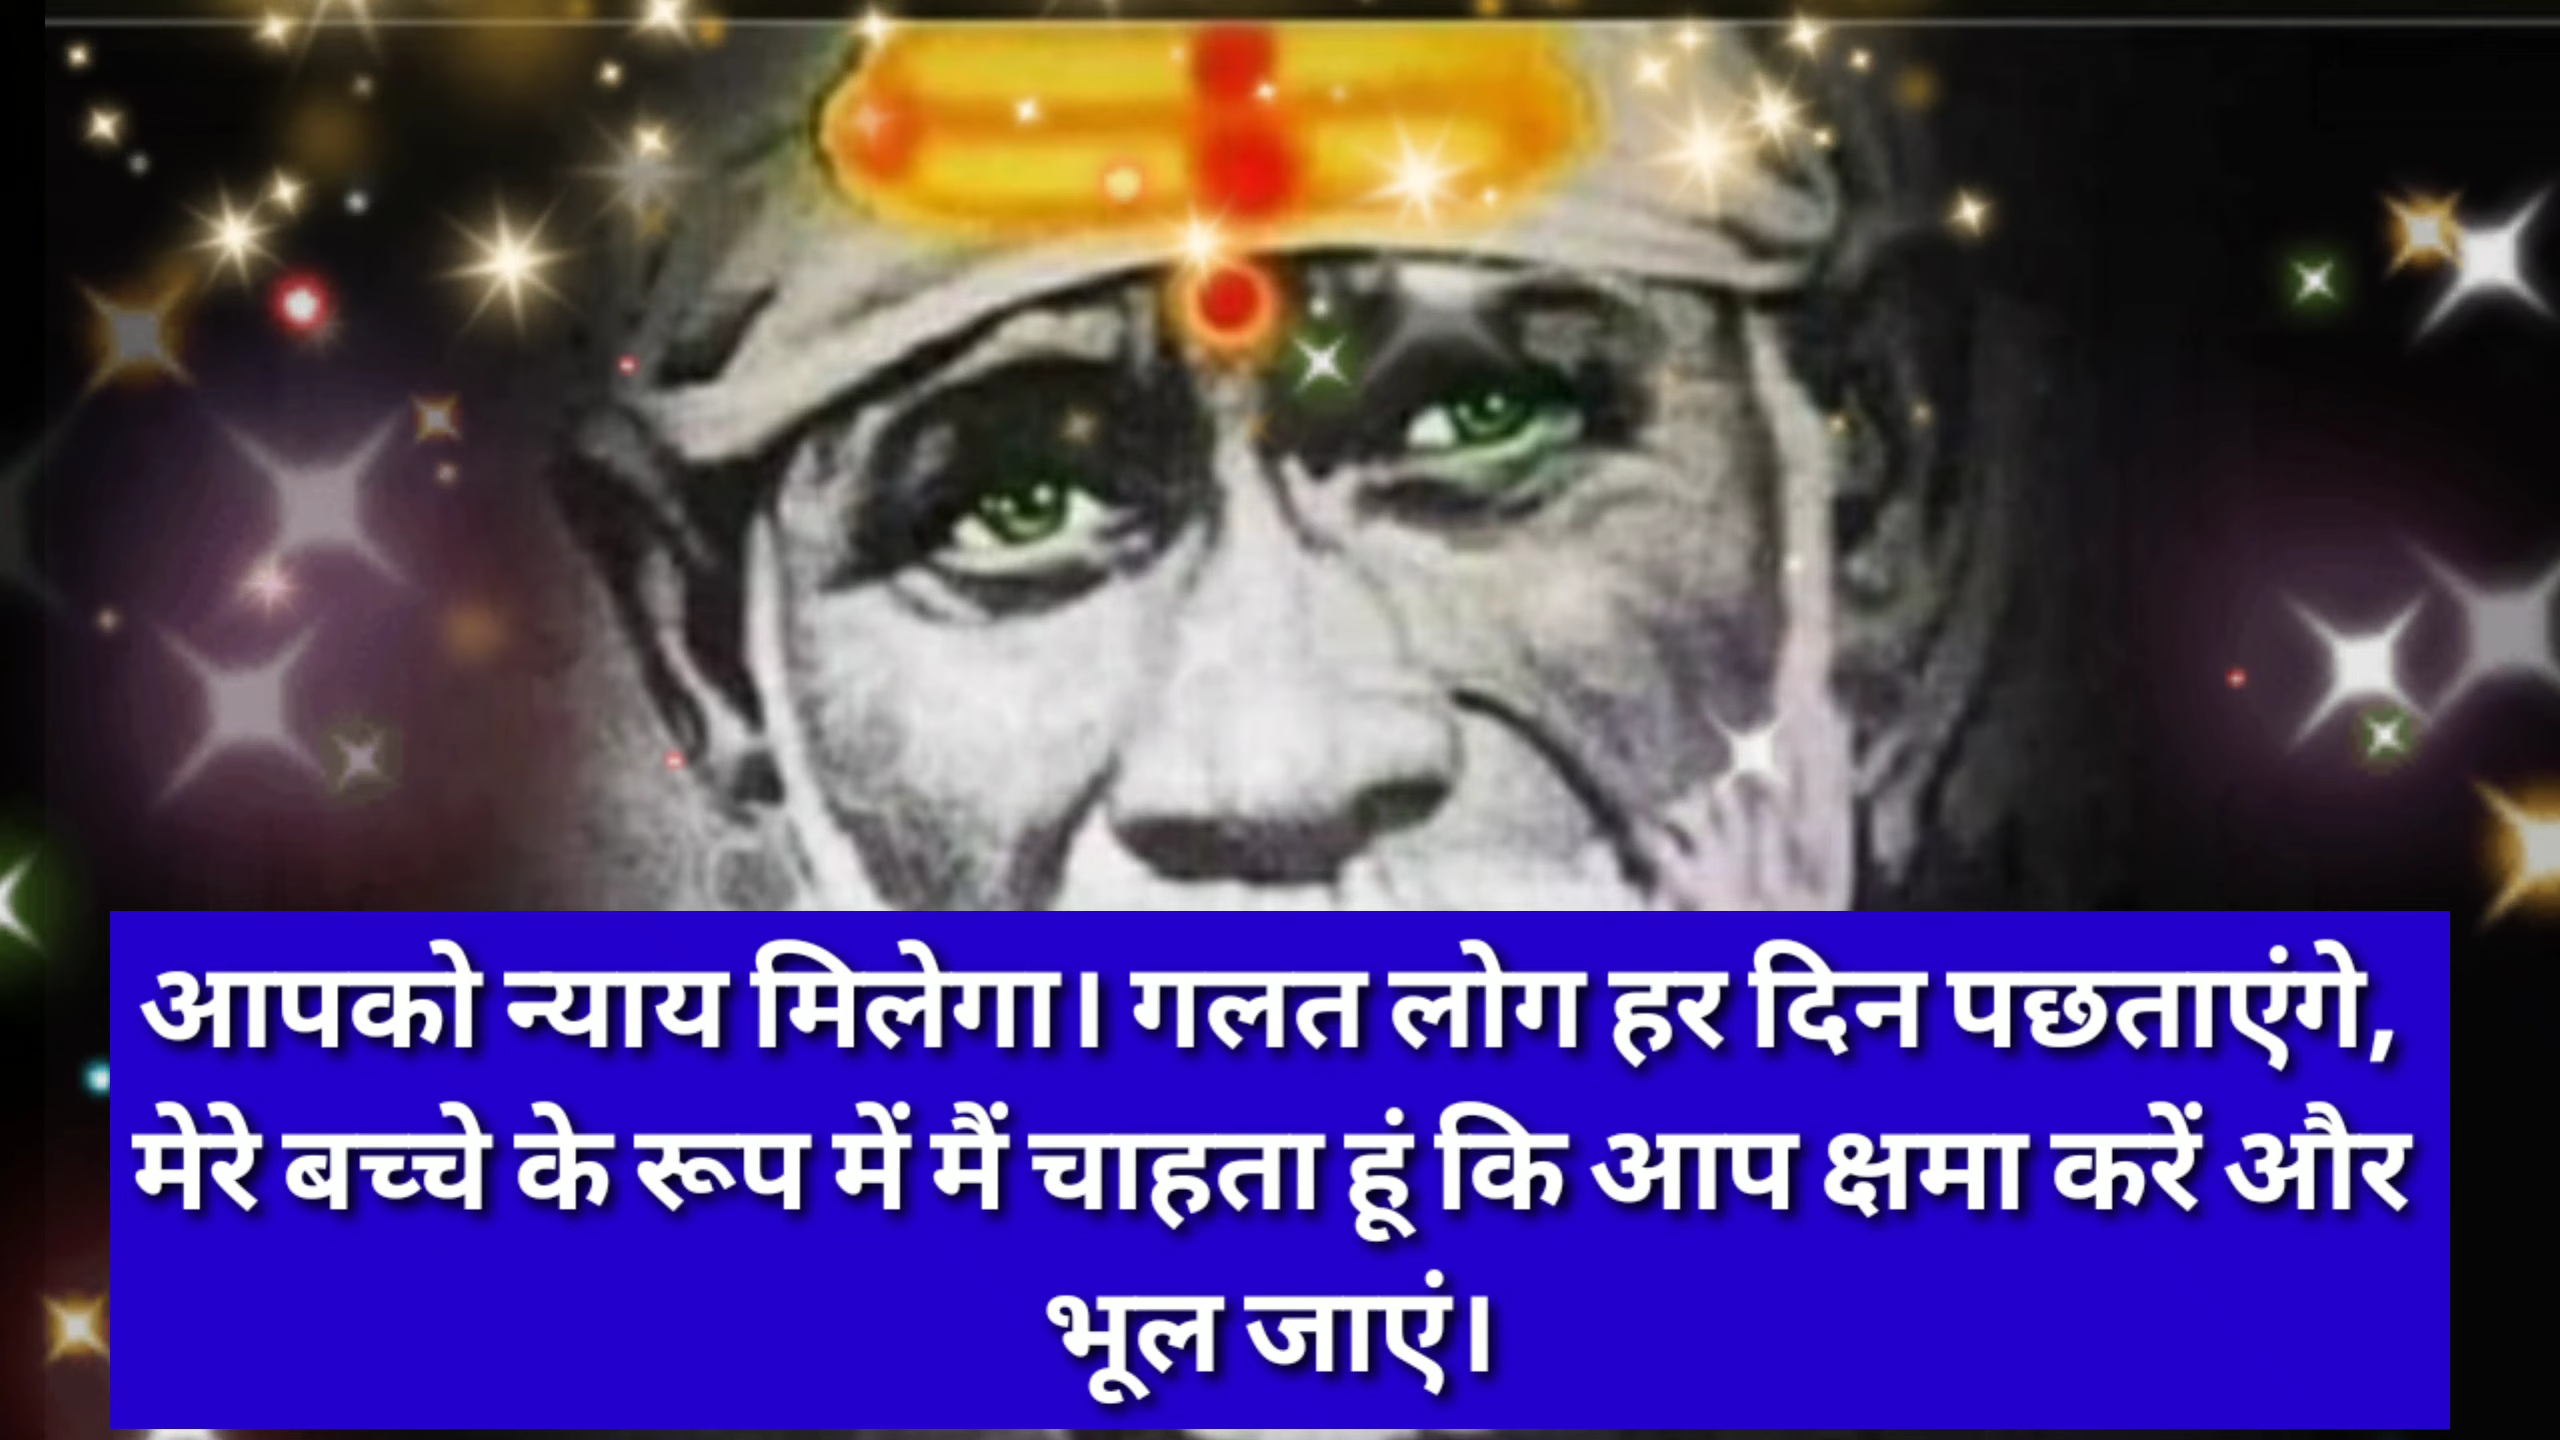 आपको न्याय मिलेगा। गलत लोग हर दिन पछताएंगे,
मेरे बच्चे के रूप में मैं चाहता हूं कि आप क्षमा करें और
भूल जाएं।